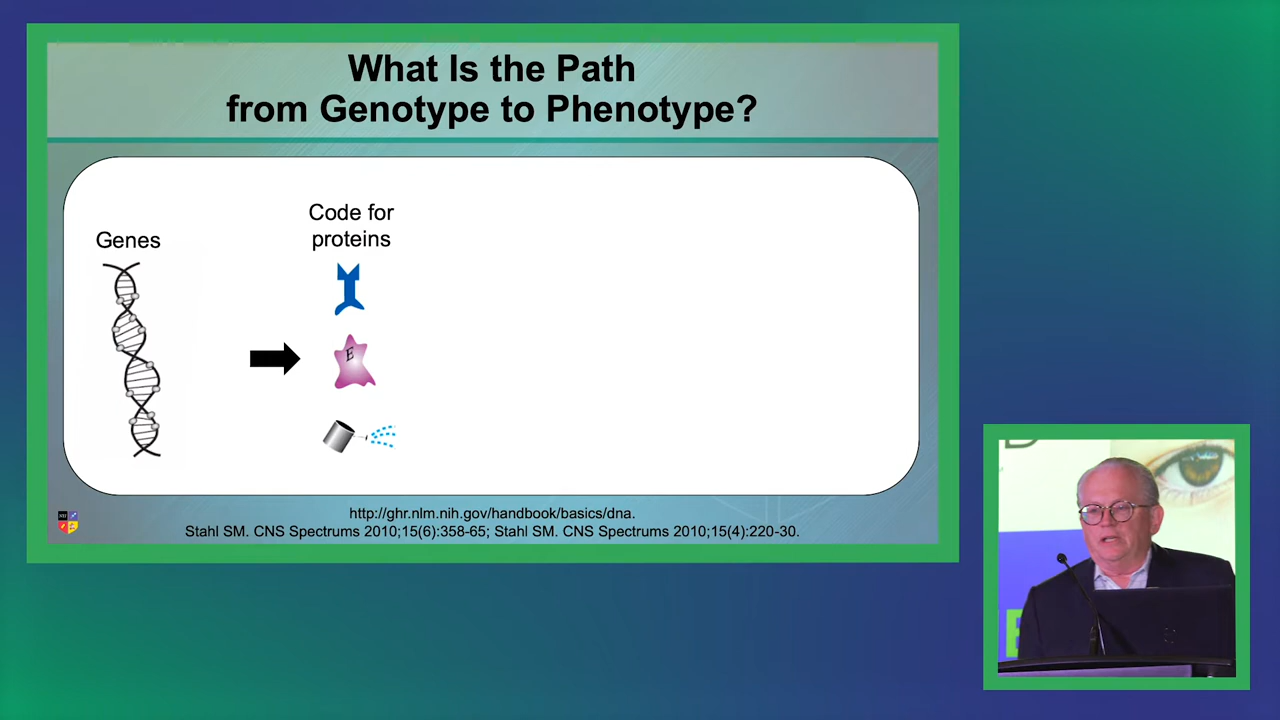 What Is the Path
from Genotype to Phenotype?
Genes
Code for
proteins
E
http://ghr.nlm.nih.gov/handbook/basics/dna.
Stahl SM. CNS Spectrums 2010;15(6):358-65; Stahl SM. CNS Spectrums 2010;15(4):220-30.